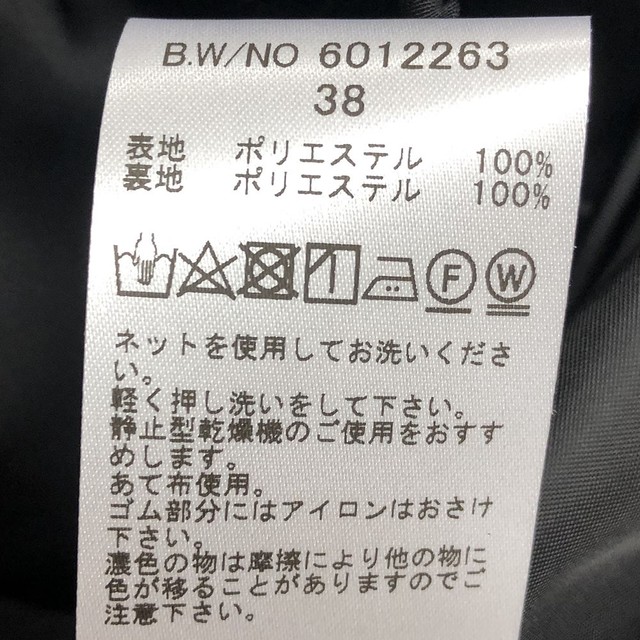 B.W/NO 6012263
38
表地 ポリエステル 100%
裏地 ポリエステル 100%
F W
ネットを使用してお洗いくださ
い。
軽く押し洗いをして下さい。
静止型乾燥機のご使用をおすす
めします。
あて布使用。
ゴム部分にはアイロンはおさけ
下さい。
濃色の物は摩擦により他の物に
色が移ることがありますのでご
注意下さい。